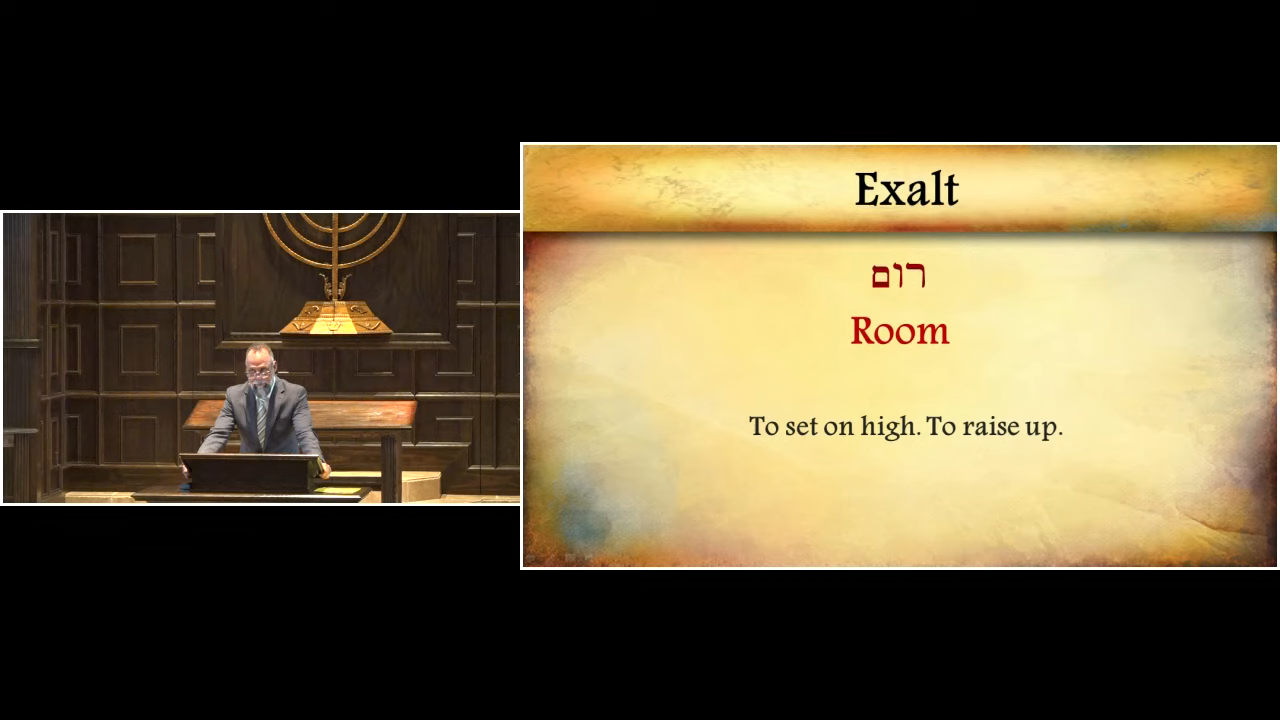 Exalt
רום
Room
To set on high. To raise up.